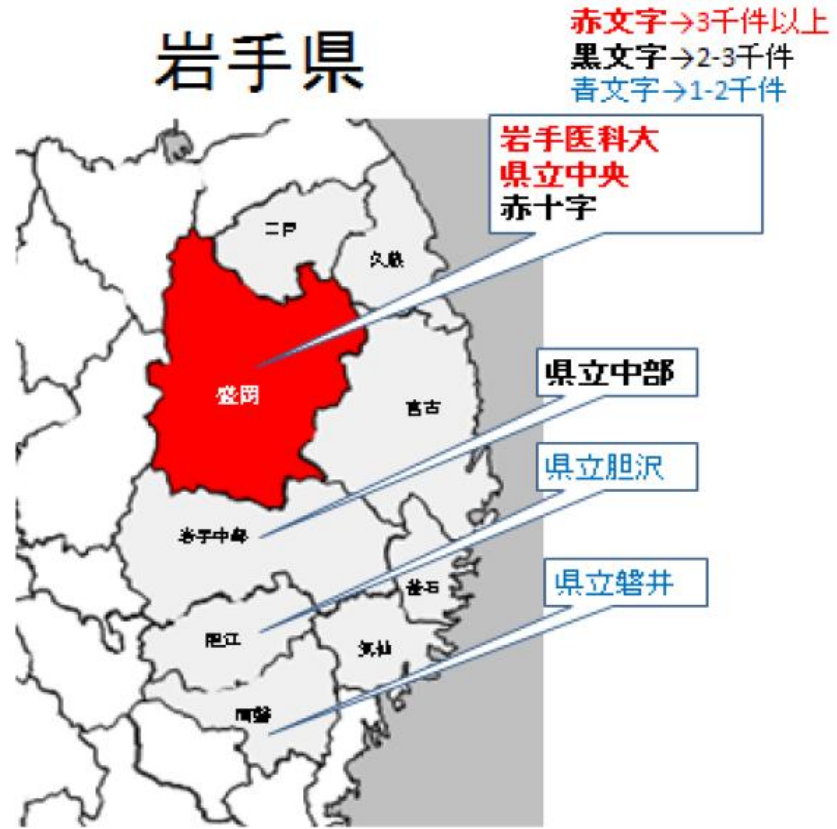 岩手県
赤文字→3千件以上
黒文字→2-3千件
青文字→1-2千件
岩手医科大
県立中央
赤十字
二戸
久慈
盛岡
県立中部
宮古
県立胆沢
岩手中部
県立磐井
釜石
胆江
気仙
両磐